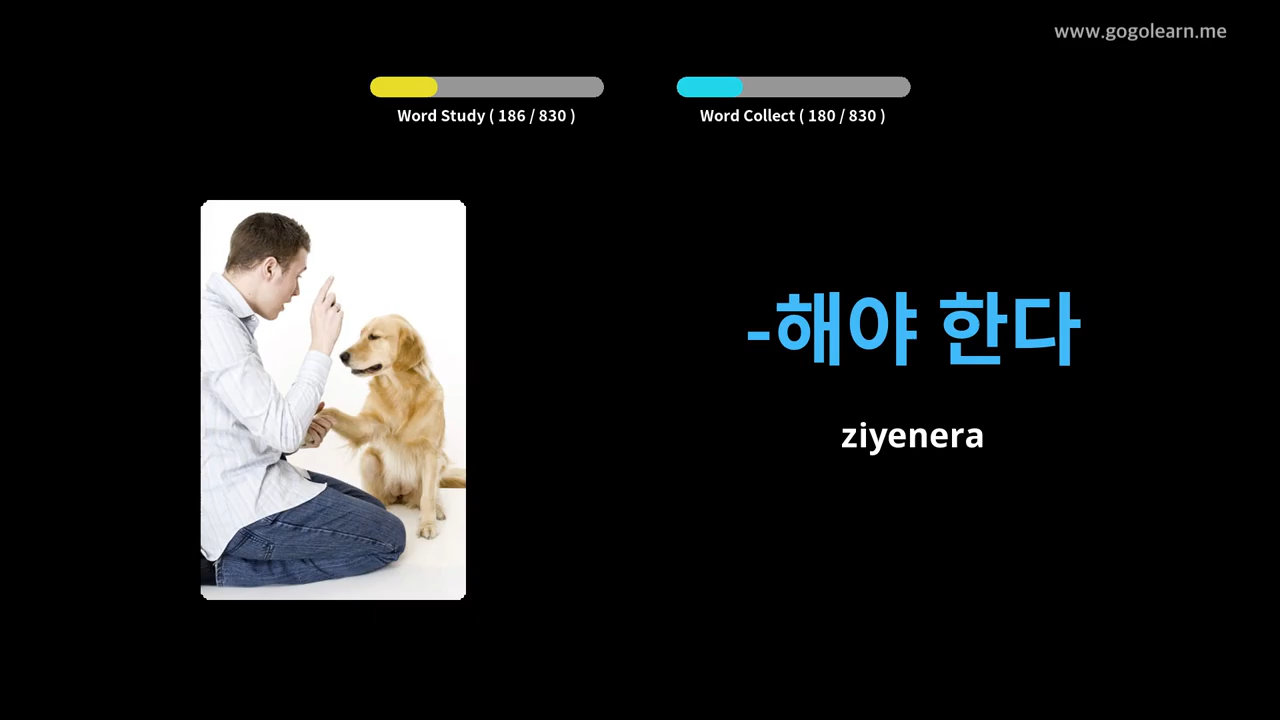 www.gogolearn.me
Word Study ( 186 / 830 )
Word Collect ( 180 / 830 )
-해야 한다
ziyenera